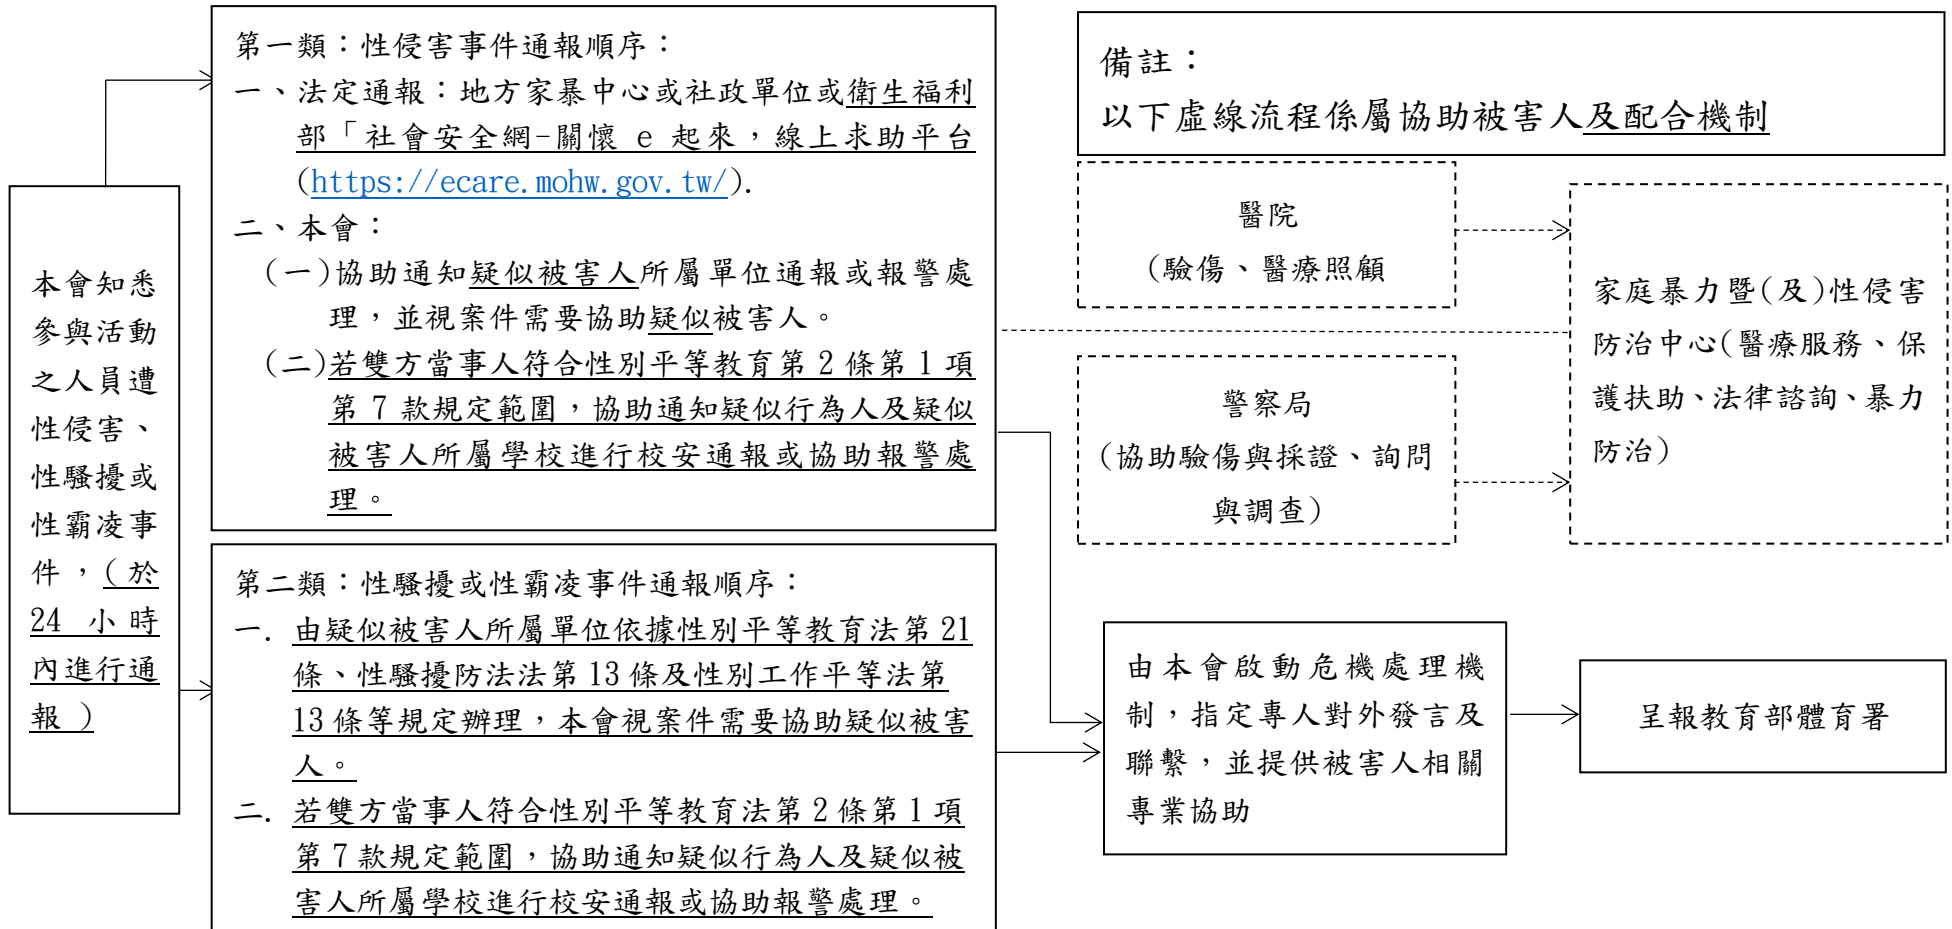 本會知悉
參與活動
之人員遭
性侵害、
性騷擾或
性霸凌事
件，(於
24 小時
內進行通
報 )
第一類：性侵害事件通報順序：
一、法定通報：地方家暴中心或社政單位或衛生福利
部「社會安全網-關懷 e 起來，線上求助平台
(https://ecare.mohw.gov.tw/).
二、本會：
(一)協助通知疑似被害人所屬單位通報或報警處
理，並視案件需要協助疑似被害人。
(二)若雙方當事人符合性別平等教育第 2 條第 1 項
第 7 款規定範圍，協助通知疑似行為人及疑似
被害人所屬學校進行校安通報或協助報警處
理。
第二類：性騷擾或性霸凌事件通報順序：
一. 由疑似被害人所屬單位依據性別平等教育法第 21
條、性騷擾防法法第 13 條及性別工作平等法第
13 條等規定辦理，本會視案件需要協助疑似被害
人。
二. 若雙方當事人符合性別平等教育法第 2 條第 1 項
第 7 款規定範圍，協助通知疑似行為人及疑似被
害人所屬學校進行校安通報或協助報警處理。
備註：
以下虛線流程係屬協助被害人及配合機制
醫院
(驗傷、醫療照顧
警察局
(協助驗傷與採證、詢問
與調查)
家庭暴力暨(及)性侵害
防治中心(醫療服務、保
護扶助、法律諮詢、暴力
防治)
由本會啟動危機處理機
制，指定專人對外發言及
聯繫，並提供被害人相關
專業協助
呈報教育部體育署